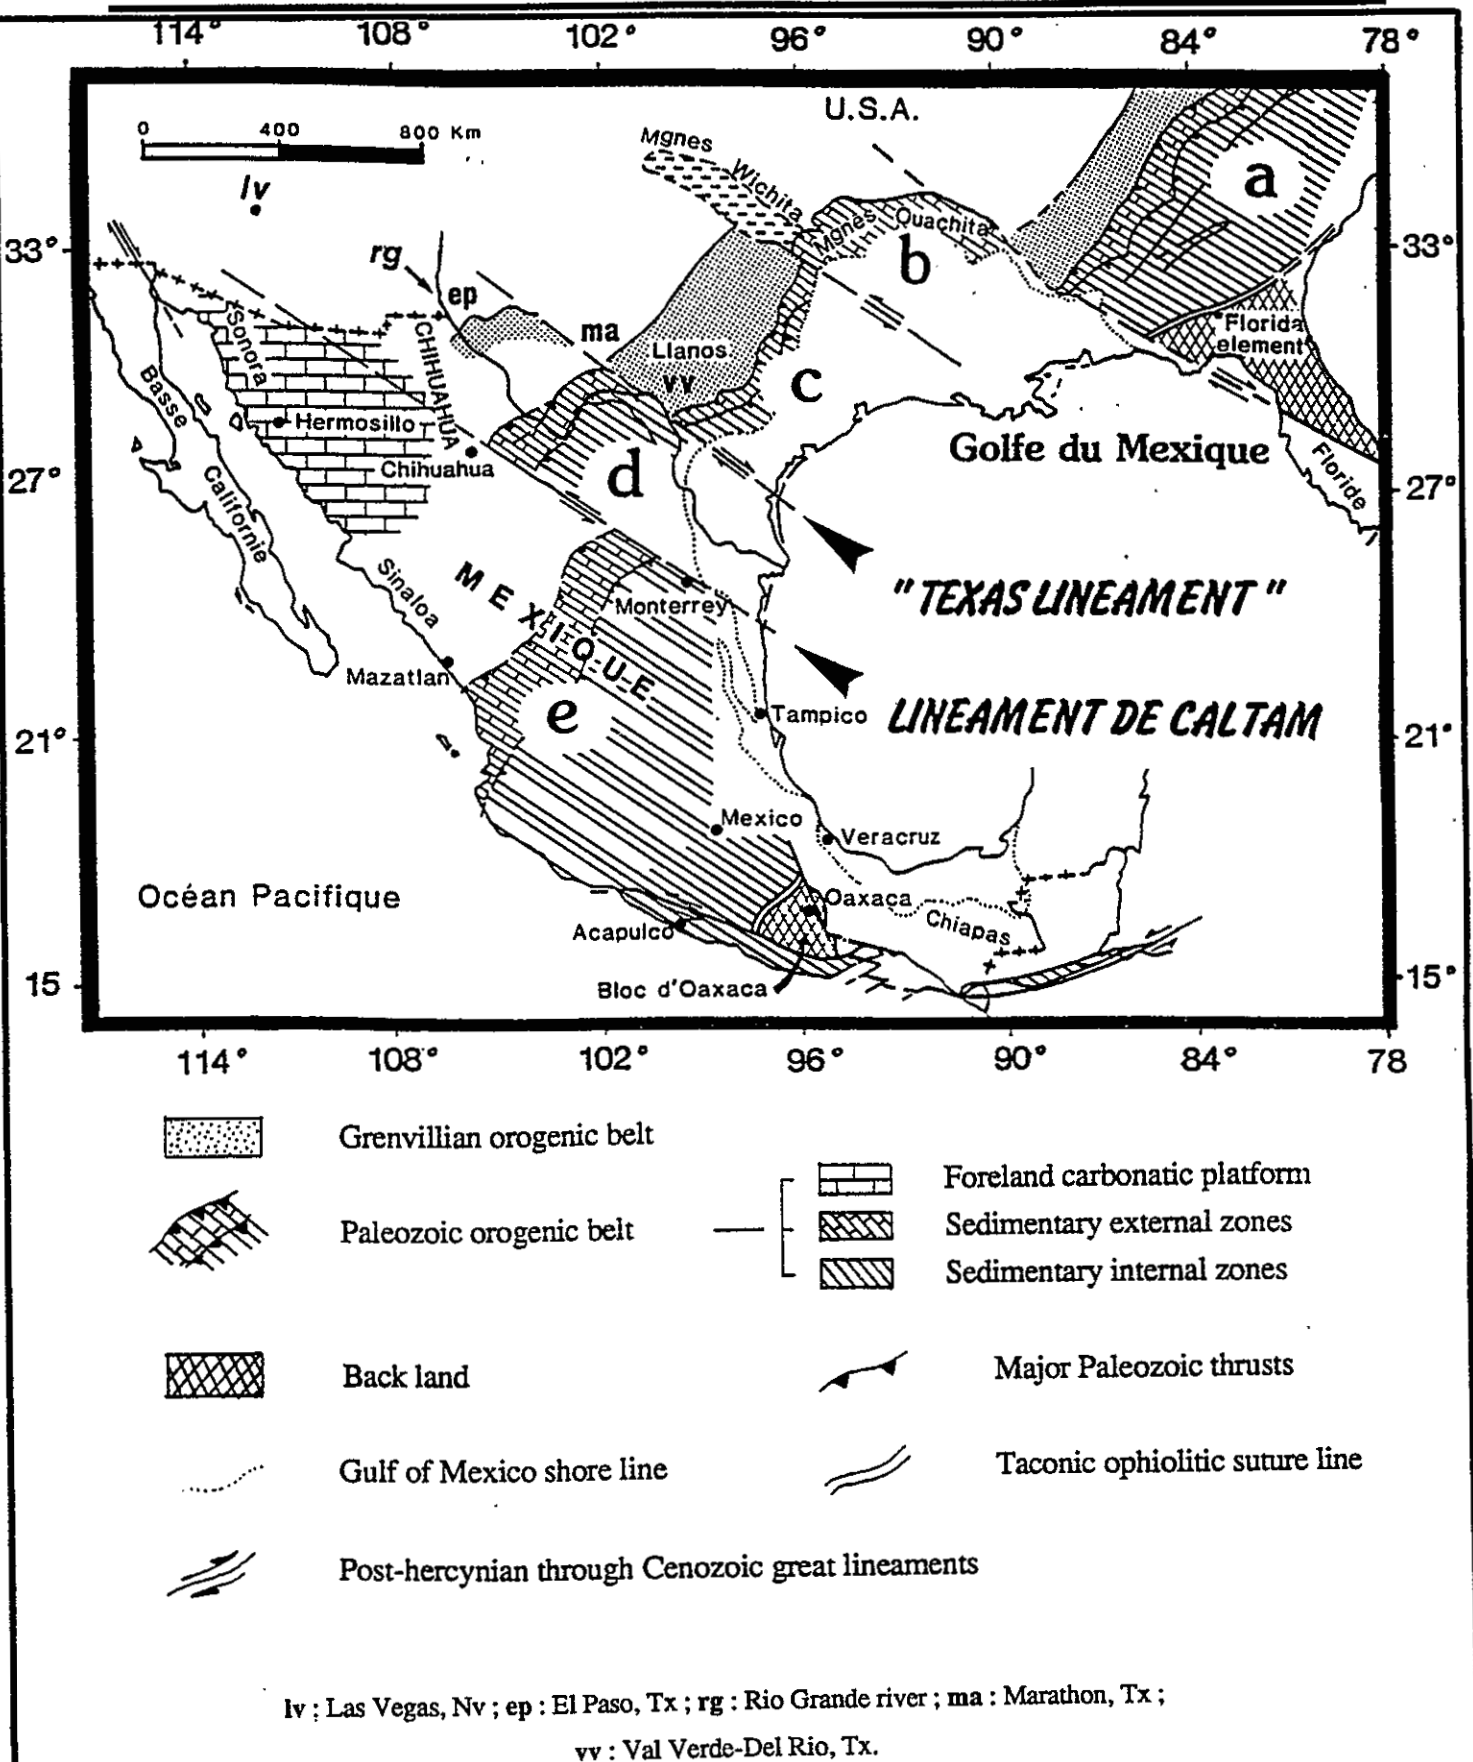 114° 108° 102° 96° 90° 84° 78°
U.S.A.
0 400 800 Km
Mgnes Wichita
lv
a
Mgnes Ouachita
33° 33°
b
rg
ep
Florida
element
ma
Sonora
CHIHUAHUA
Llanos
vv
c
Basse
Californie
Hermosillo
Golfe du Mexique
Floride
Chihuahua
d
27° 27°
"TEXAS LINEAMENT"
Sinaloa
MEXIQUE
Monterrey
Mazatlan
e
Tampico
LINEAMENT DE CALTAM
21° 21°
Mexico
Veracruz
Océan Pacifique
Oaxaca
Chiapas
Acapulco
Bloc d'Oaxaca
15 15°
114° 108° 102° 96° 90° 84° 78
Grenvillian orogenic belt
Foreland carbonatic platform
Paleozoic orogenic belt
Sedimentary external zones
Sedimentary internal zones
Back land
Major Paleozoic thrusts
Gulf of Mexico shore line
Taconic ophiolitic suture line
Post-hercynian through Cenozoic great lineaments
lv : Las Vegas, Nv ; ep : El Paso, Tx ; rg : Rio Grande river ; ma : Marathon, Tx ;
vv : Val Verde-Del Rio, Tx.